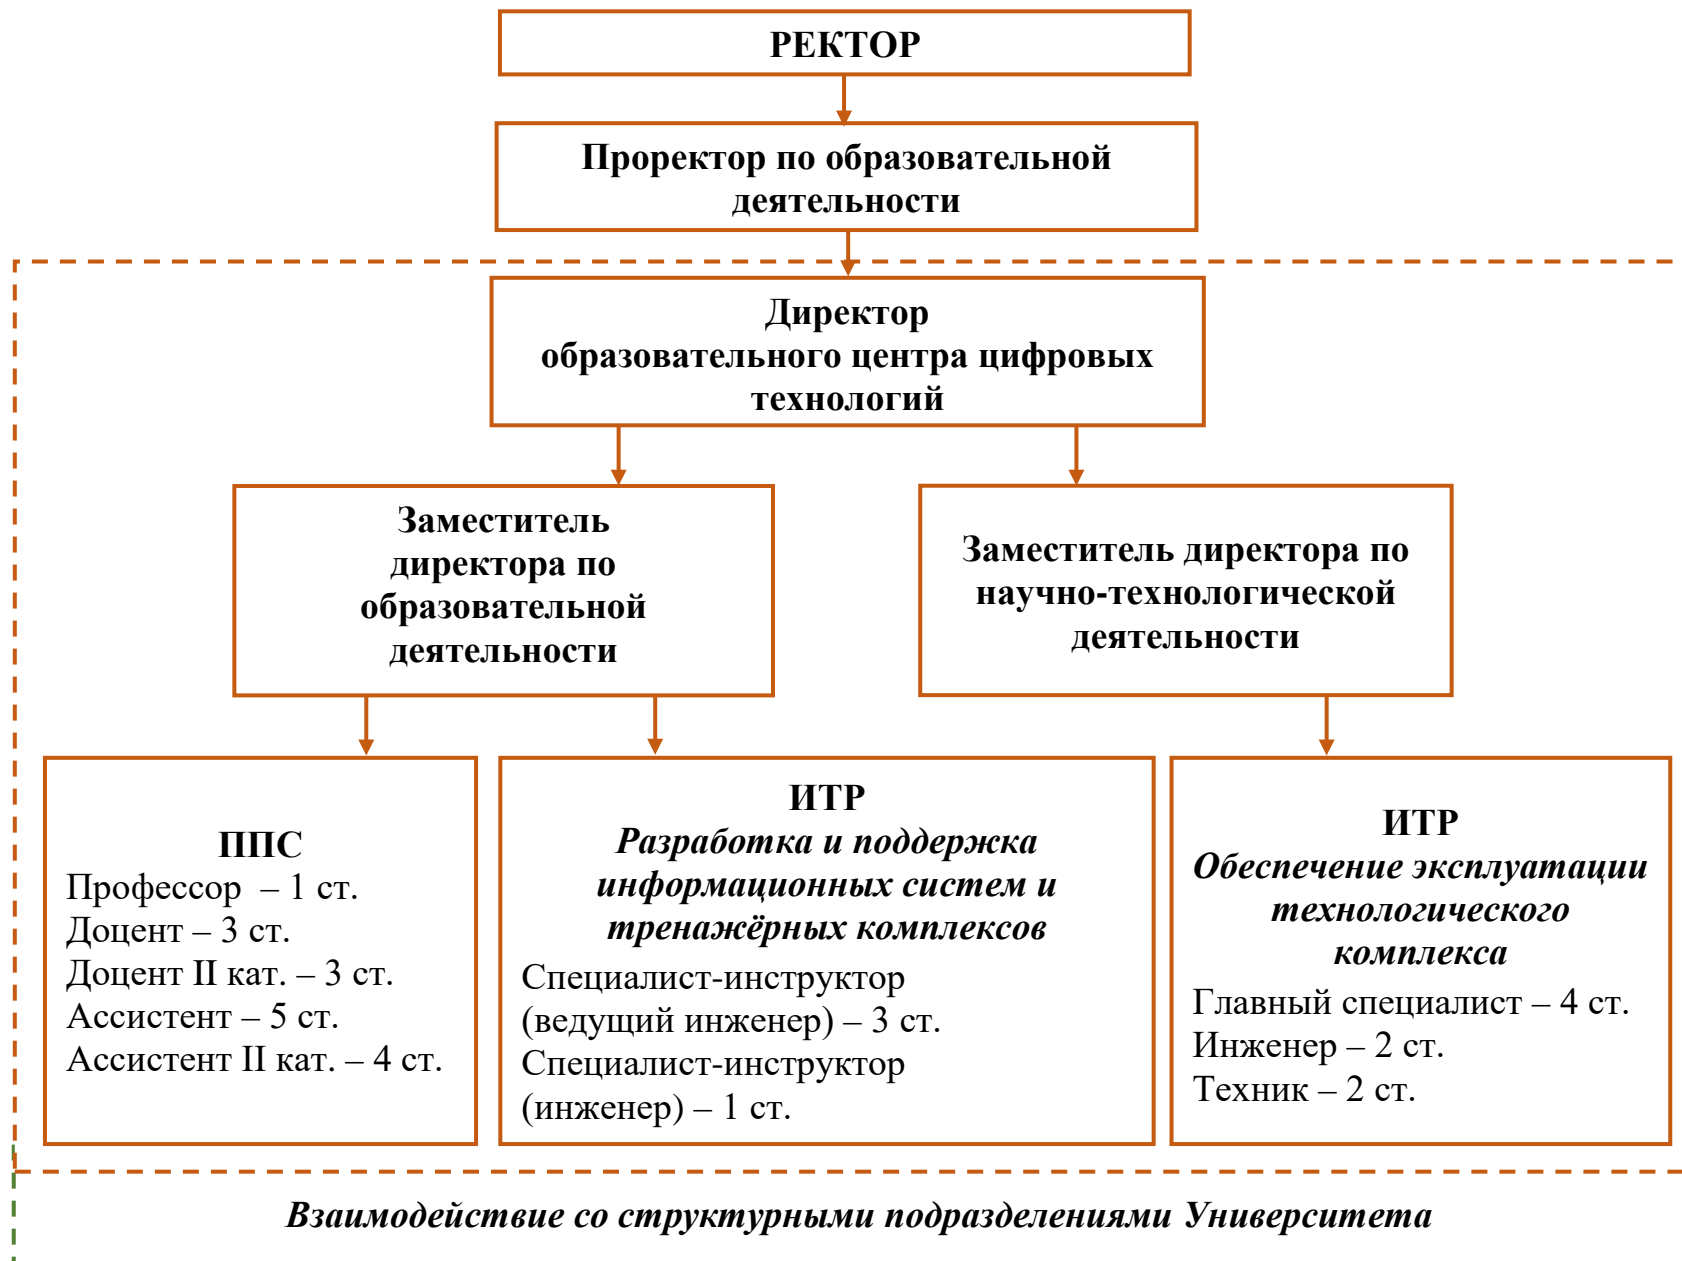 РЕКТОР
Проректор по образовательной
деятельности
Директор
образовательного центра цифровых
технологий
Заместитель
директора по
образовательной
деятельности
Заместитель директора по
научно-технологической
деятельности
ППС
Профессор – 1 ст.
Доцент – 3 ст.
Доцент II кат. – 3 ст.
Ассистент – 5 ст.
Ассистент II кат. – 4 ст.
ИТР
Разработка и поддержка
информационных систем и
тренажёрных комплексов
Специалист-инструктор
(ведущий инженер) – 3 ст.
Специалист-инструктор
(инженер) – 1 ст.
ИТР
Обеспечение эксплуатации
технологического
комплекса
Главный специалист – 4 ст.
Инженер – 2 ст.
Техник – 2 ст.
Взаимодействие со структурными подразделениями Университета